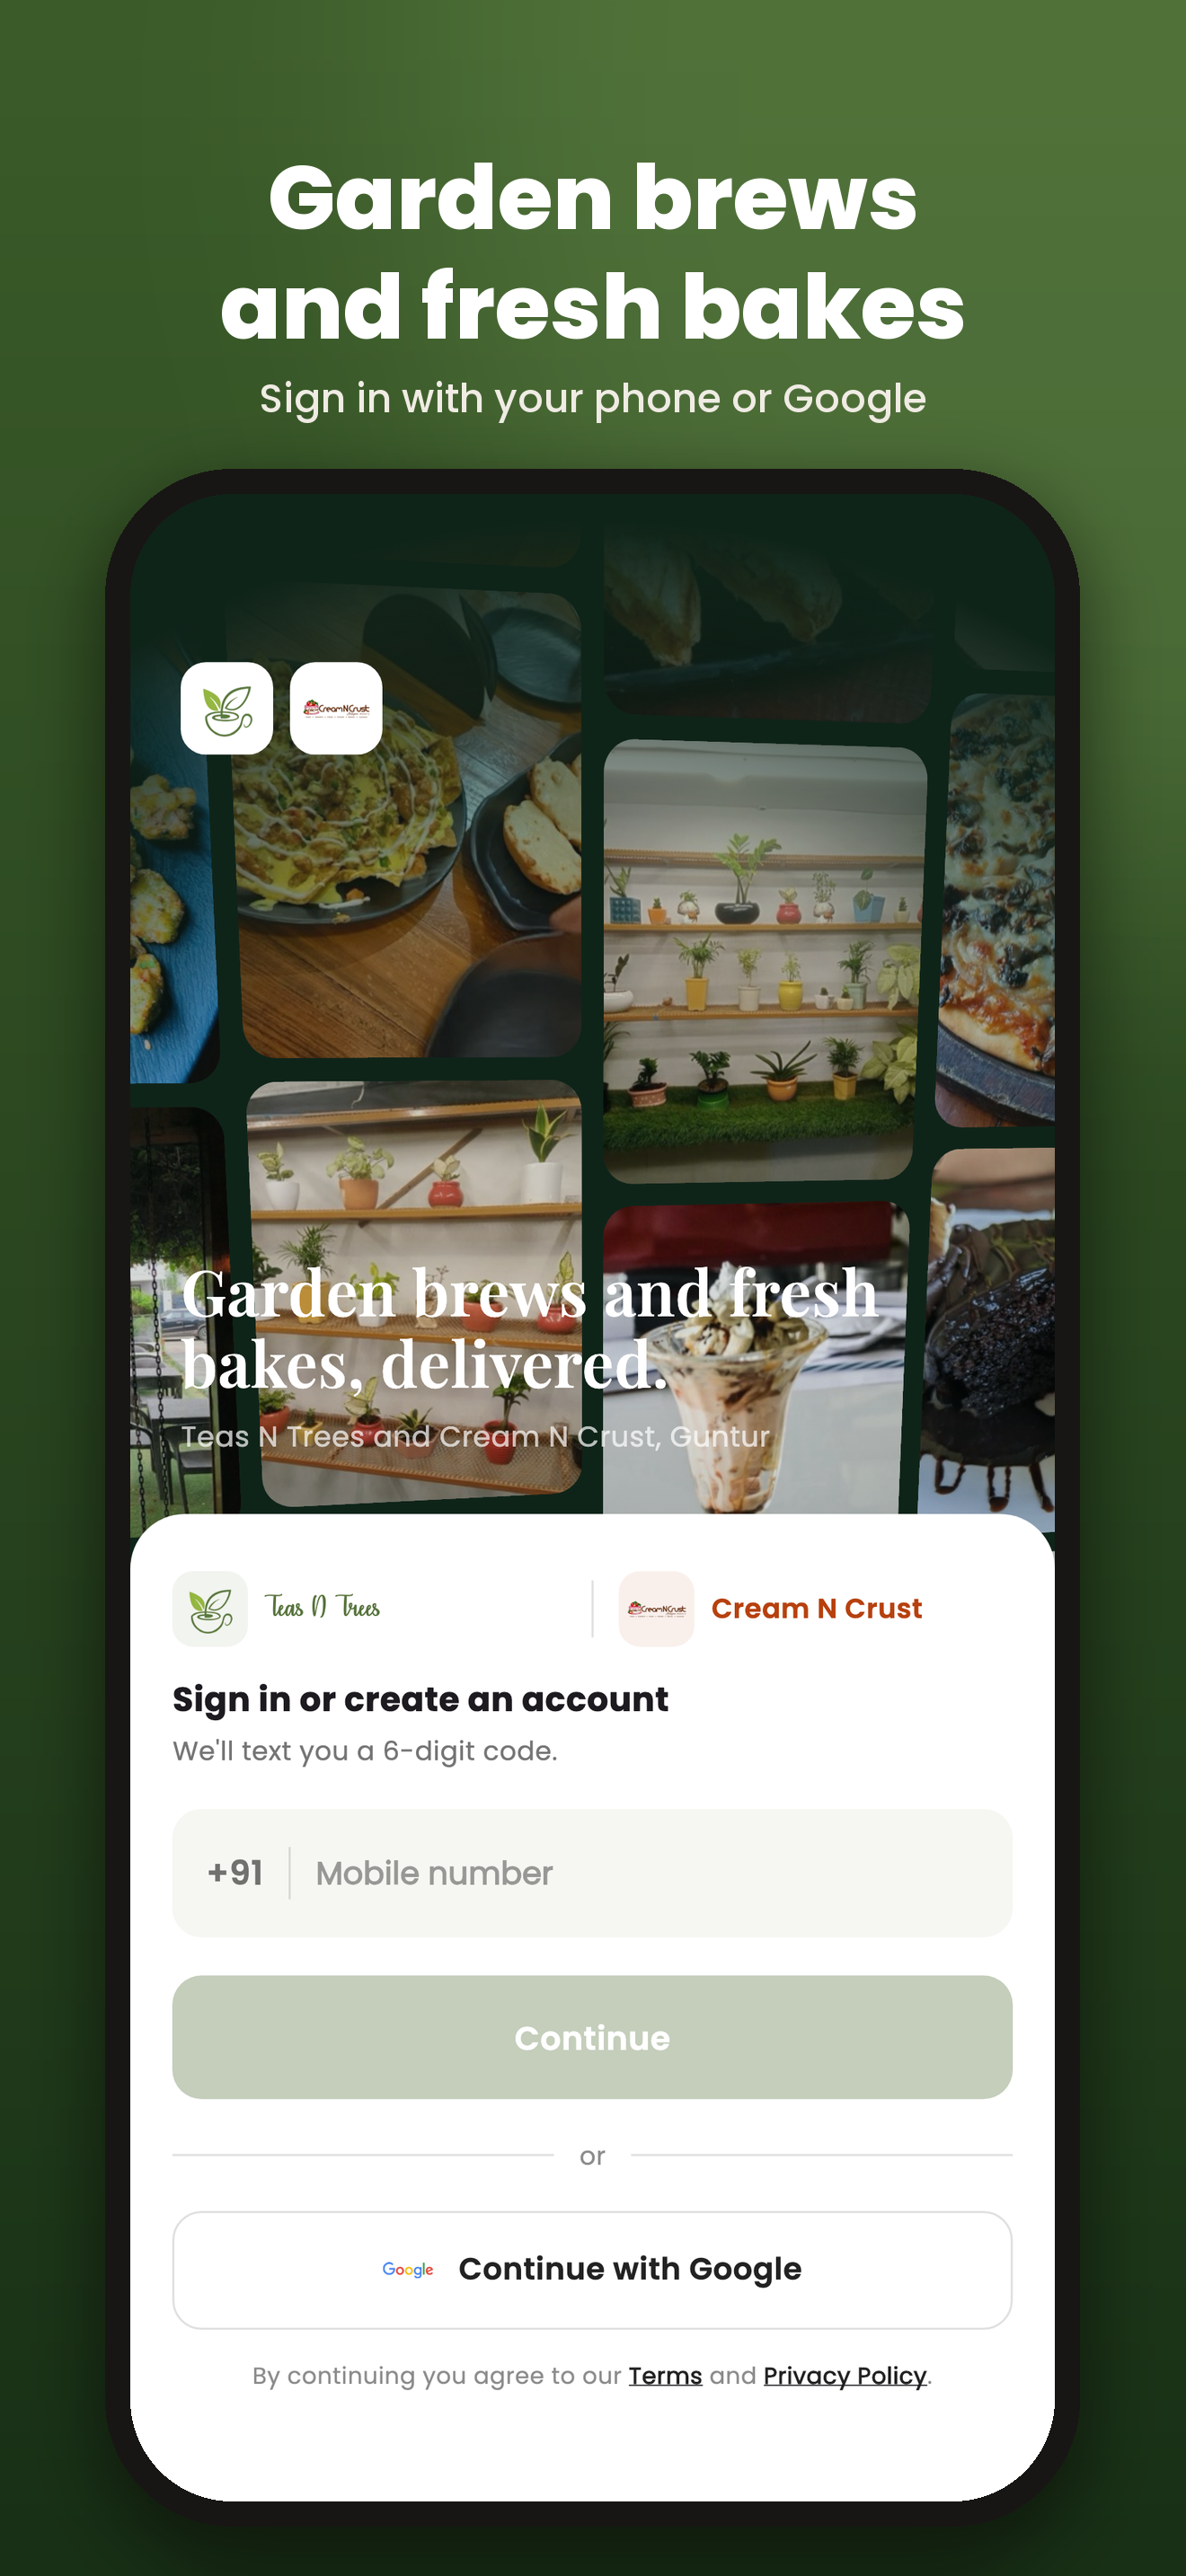 Garden brews
and fresh bakes
Sign in with your phone or Google
CreamNCrust
Garden brews and fresh
bakes, delivered.
Teas N Trees and Cream N Crust, Guntur
Teas N Trees
CreamNCrust
Cream N Crust
Sign in or create an account
We'll text you a 6-digit code.
+91
Mobile number
Continue
or
Google
Continue with Google
By continuing you agree to our Terms and Privacy Policy.